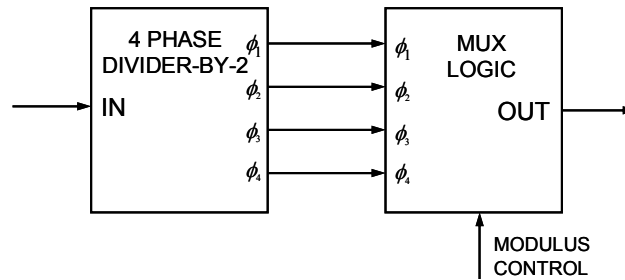 4 PHASE
DIVIDER-BY-2
IN
ϕ₁
ϕ₂
ϕ₃
ϕ₄
MUX
LOGIC
ϕ₁
ϕ₂
ϕ₃
ϕ₄
OUT
MODULUS
CONTROL